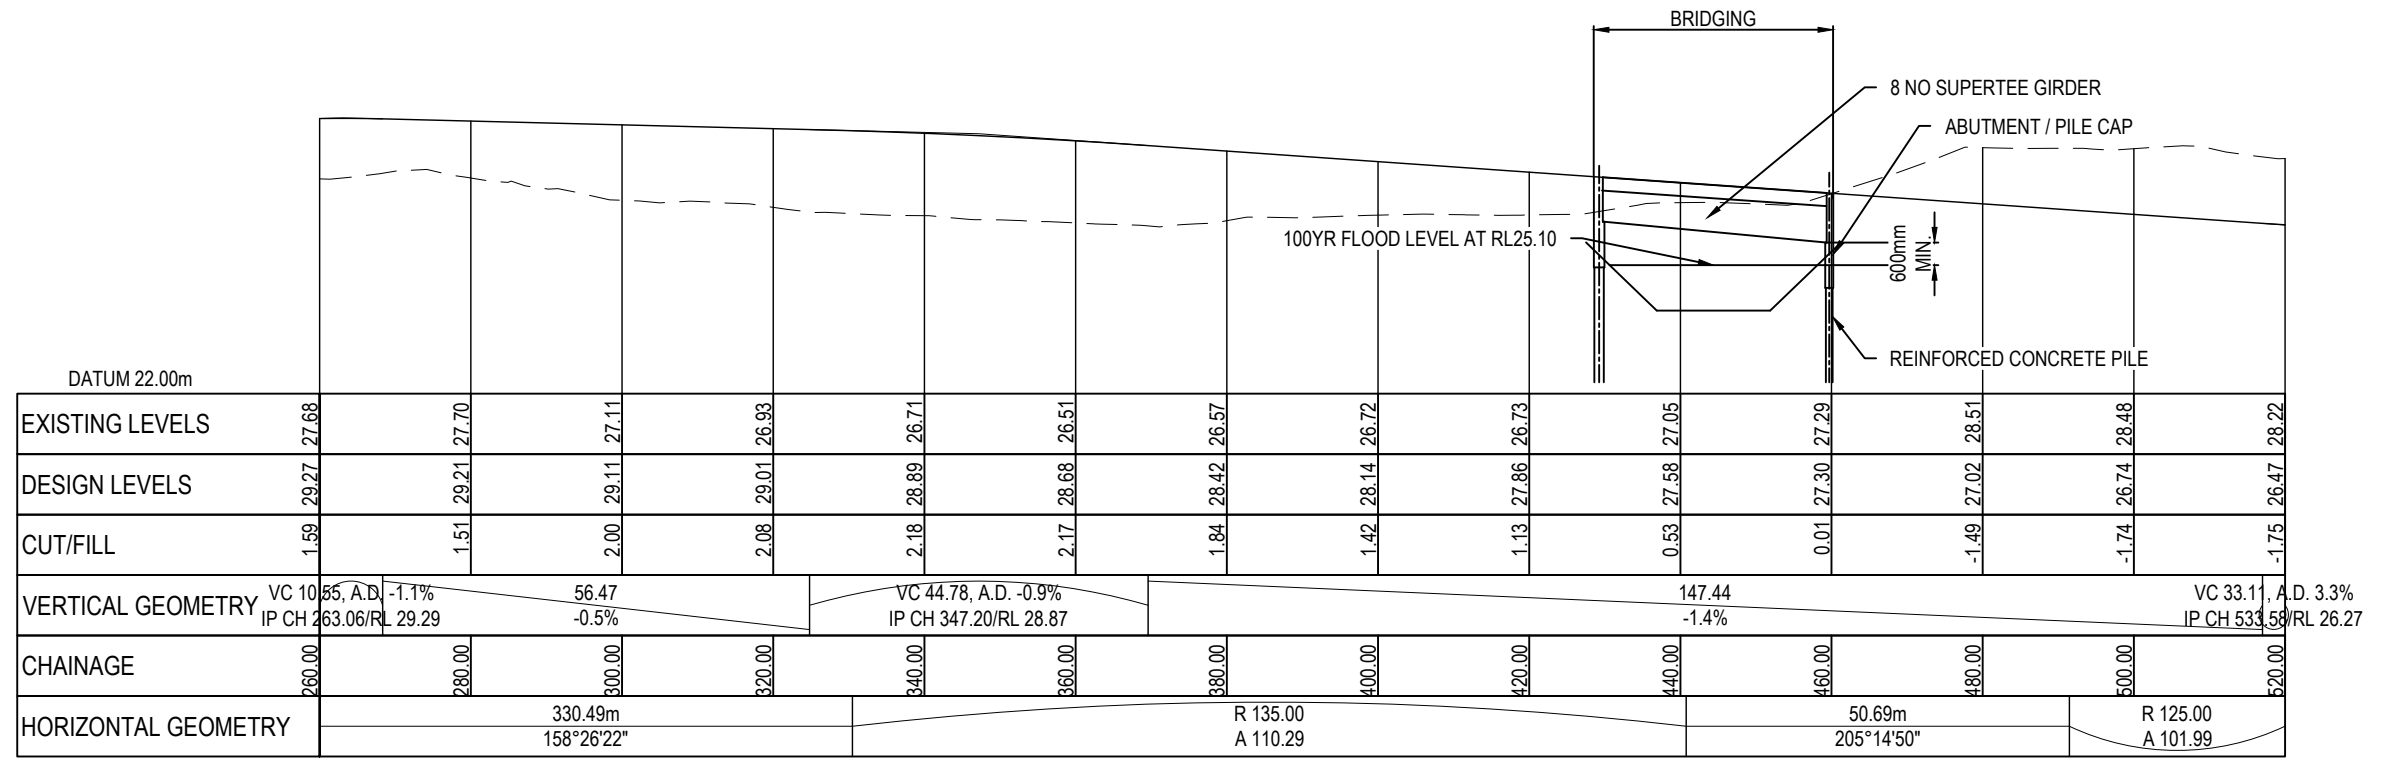 BRIDGING
8 NO SUPERTEE GIRDER
ABUTMENT / PILE CAP
100YR FLOOD LEVEL AT RL25.10
600mm
MIN.
REINFORCED CONCRETE PILE
DATUM 22.00m
EXISTING LEVELS 27.68 27.70 27.11 26.93 26.71 26.51 26.57 26.72 26.73 27.05 27.29 28.51 28.48 28.22
DESIGN LEVELS 29.27 29.21 29.11 29.01 28.89 28.68 28.42 28.14 27.86 27.58 27.30 27.02 26.74 26.47
CUT/FILL 1.59 1.51 2.00 2.08 2.18 2.17 1.84 1.42 1.13 0.53 0.01 -1.49 -1.74 -1.75
VERTICAL GEOMETRY
VC 10.55, A.D. -1.1%
IP CH 263.06/RL 29.29
56.47
-0.5%
VC 44.78, A.D. -0.9%
IP CH 347.20/RL 28.87
147.44
-1.4%
VC 33.11, A.D. 3.3%
IP CH 533.58/RL 26.27
CHAINAGE 260.00 280.00 300.00 320.00 340.00 360.00 380.00 400.00 420.00 440.00 460.00 480.00 500.00 520.00
HORIZONTAL GEOMETRY
330.49m
158°26'22"
R 135.00
A 110.29
50.69m
205°14'50"
R 125.00
A 101.99